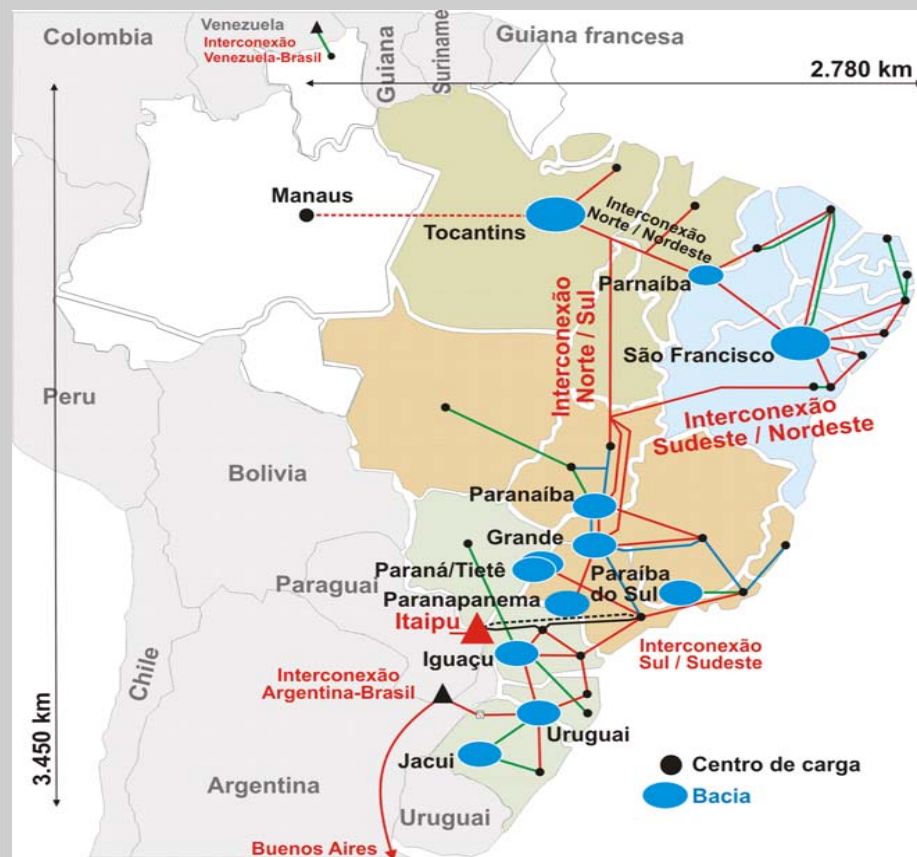 Colombia
Venezuela
Interconexão
Venezuela-Brasil
Guiana
Suriname
Guiana francesa
2.780 km
Manaus
Tocantins
Interconexão
Norte / Nordeste
Parnaíba
São Francisco
Interconexão
Norte / Sul
Interconexão
Sudeste / Nordeste
Peru
Bolivia
Paranaíba
Grande
Paraguai
Paraná/Tietê
Paraíba
do Sul
Paranapanema
Itaipu
Iguaçu
Interconexão
Sul / Sudeste
Chile
Interconexão
Argentina-Brasil
3.450 km
Uruguai
Jacui
Argentina
Uruguai
Buenos Aires
Centro de carga
Bacia